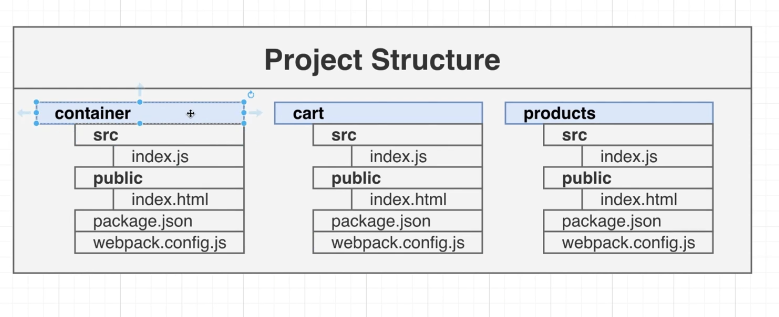 Project Structure
container
src
index.js
public
index.html
package.json
webpack.config.js
cart
src
index.js
public
index.html
package.json
webpack.config.js
products
src
index.js
public
index.html
package.json
webpack.config.js